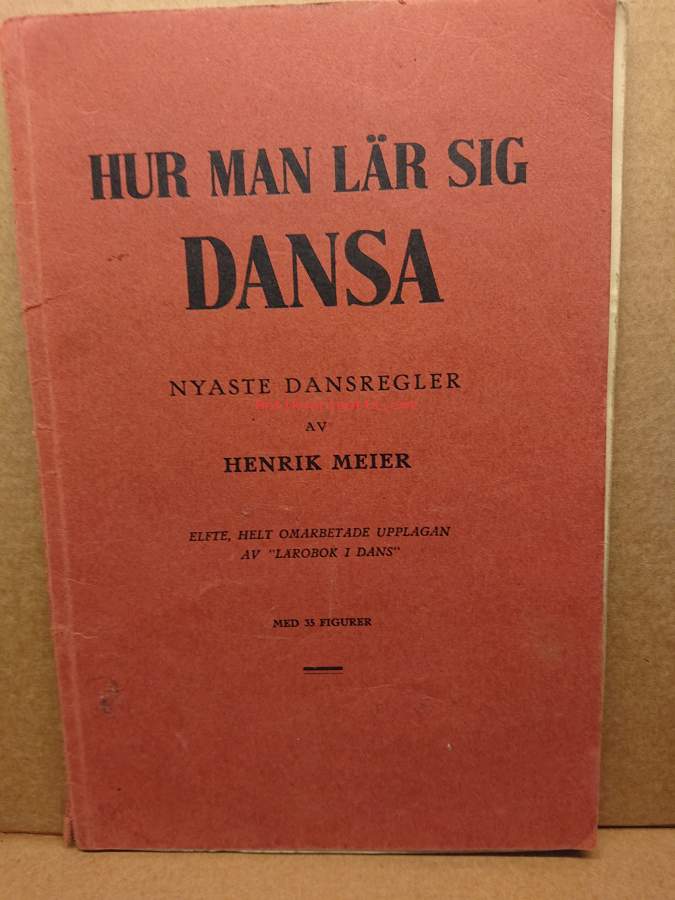 HUR MAN LÄR SIG
DANSA
NYASTE DANSREGLER
AV
HENRIK MEIER
ELFTE, HELT OMARBETADE UPPLAGAN
AV "LÄROBOK I DANS"
MED 35 FIGURER